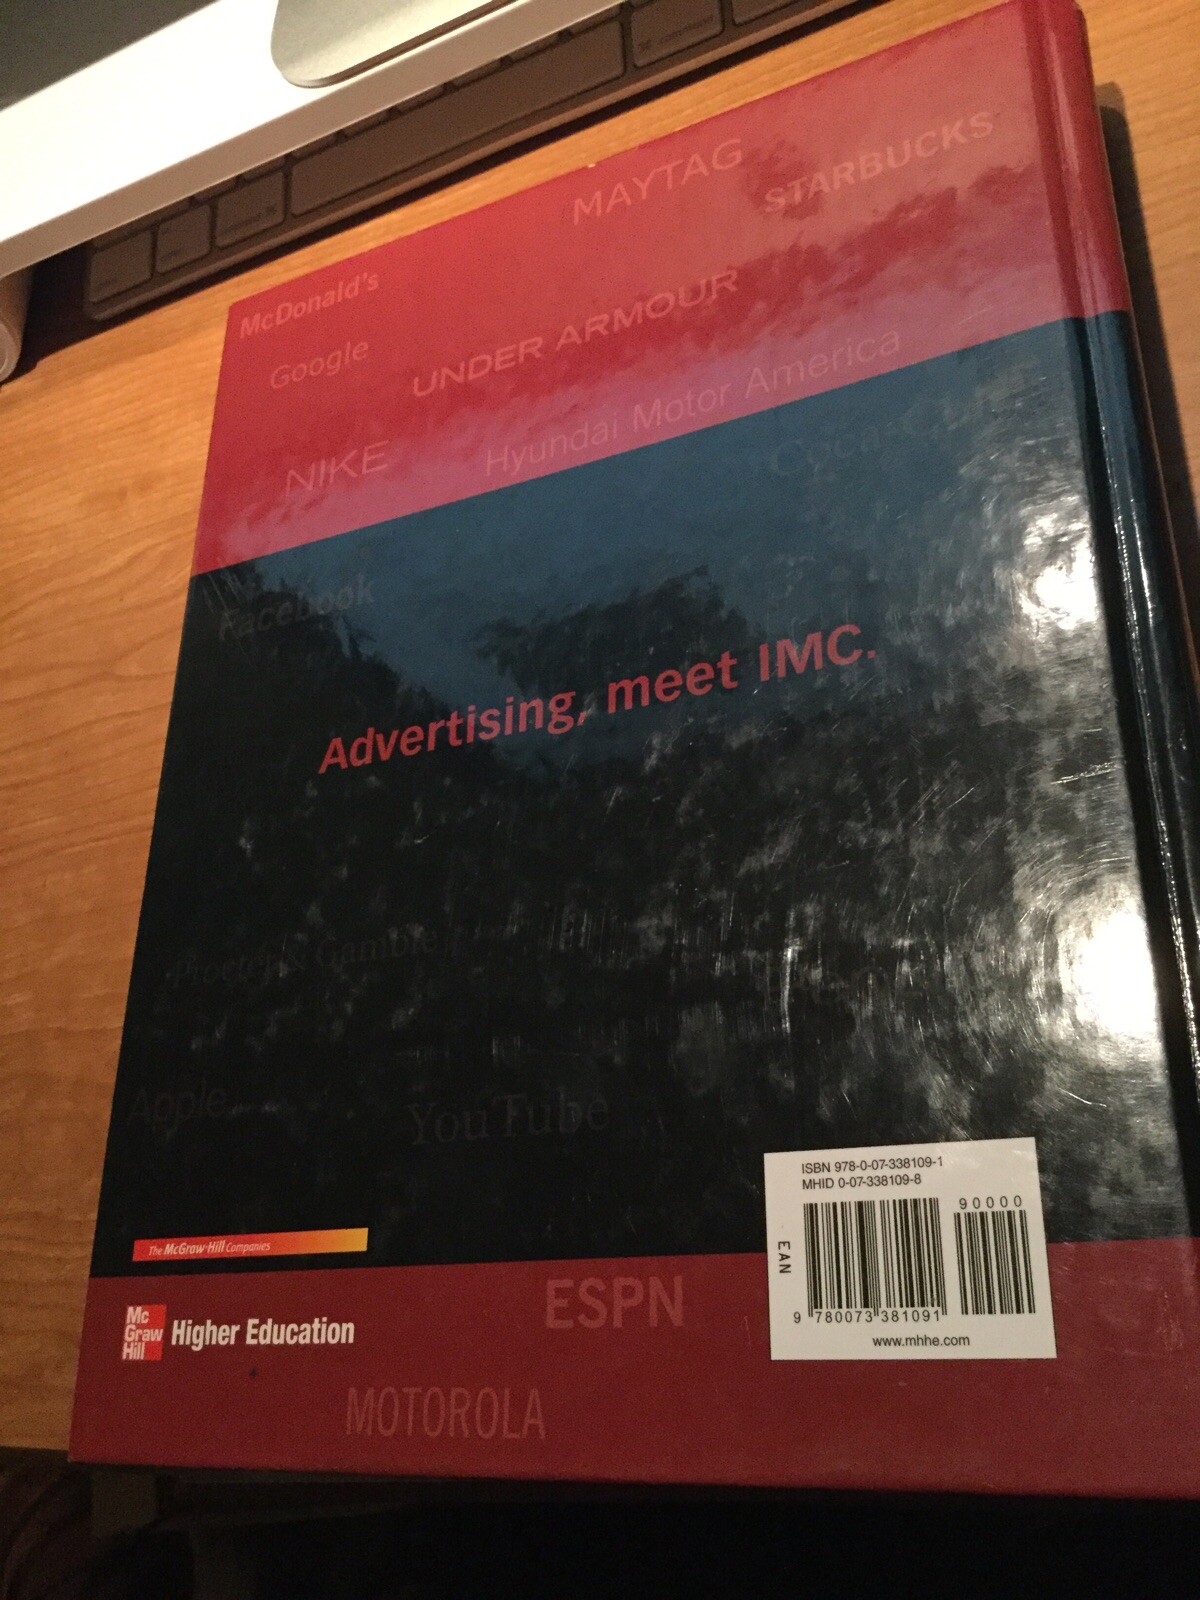 MAYTAG
STARBUCKS
McDonald's
Google
UNDER ARMOUR
Hyundai Motor America
NIKE
Facebook
Advertising, meet IMC.
Procter & Gamble
Apple
YouTube
ISBN 978-0-07-338109-1
MHID 0-07-338109-8
90000
EAN
9 780073 381091
www.mhhe.com
The McGraw-Hill Companies
Mc
Graw
Hill
Higher Education
ESPN
MOTOROLA